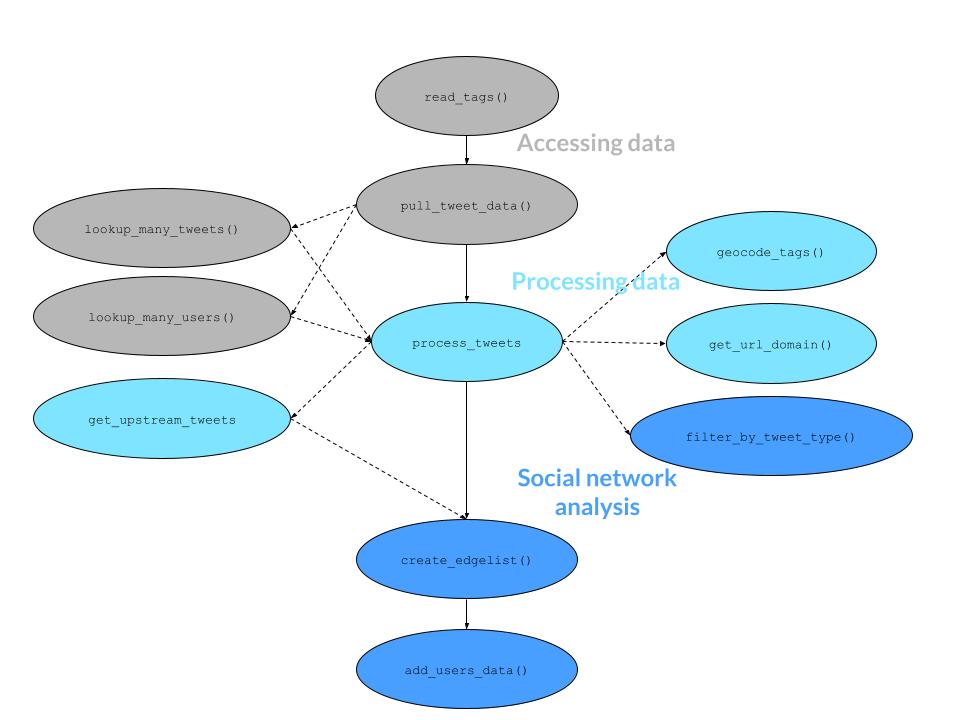 read_tags()
Accessing data
pull_tweet_data()
lookup_many_tweets()
geocode_tags()
Processing data
lookup_many_users()
process_tweets
get_url_domain()
get_upstream_tweets
filter_by_tweet_type()
Social network
analysis
create_edgelist()
add_users_data()